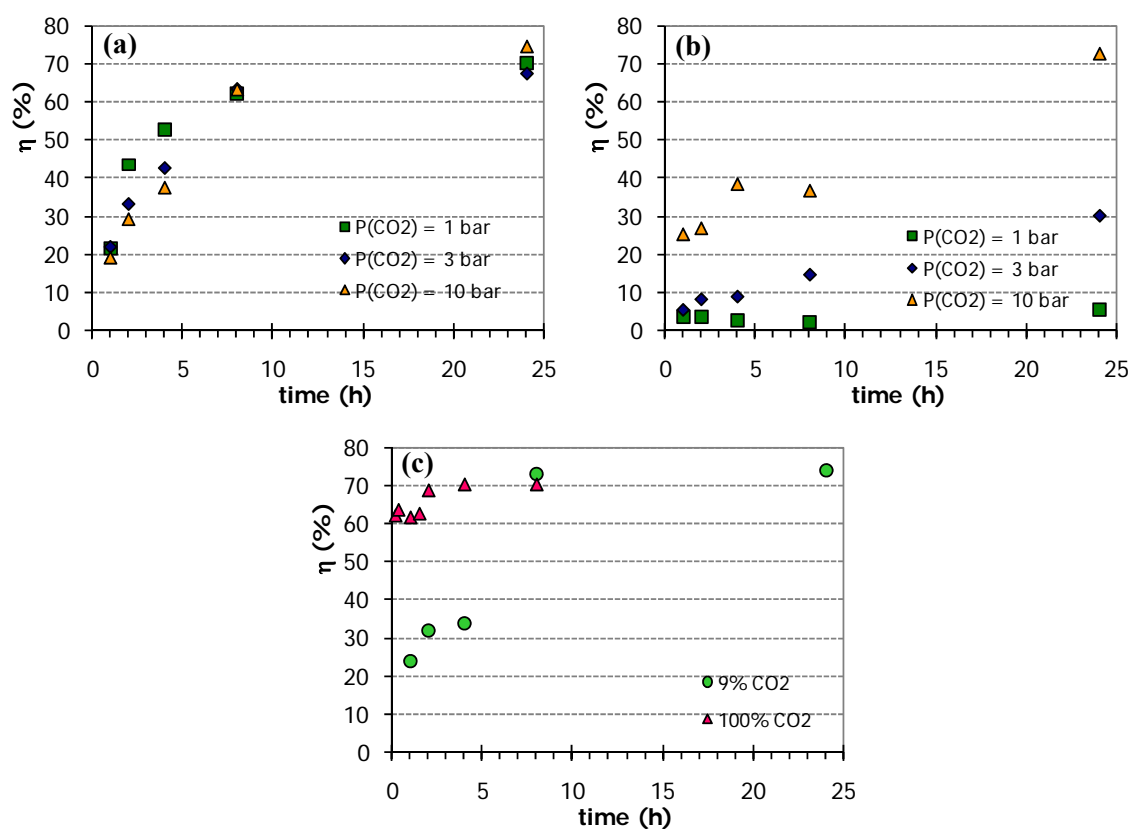 (a)
80
70
60
50
40
30
20
10
0
η (%)
P(CO2) = 1 bar
P(CO2) = 3 bar
P(CO2) = 10 bar
0 5 10 15 20 25
time (h)
(b)
80
70
60
50
40
30
20
10
0
η (%)
P(CO2) = 1 bar
P(CO2) = 3 bar
P(CO2) = 10 bar
0 5 10 15 20 25
time (h)
(c)
80
70
60
50
40
30
20
10
0
η (%)
9% CO2
100% CO2
0 5 10 15 20 25
time (h)